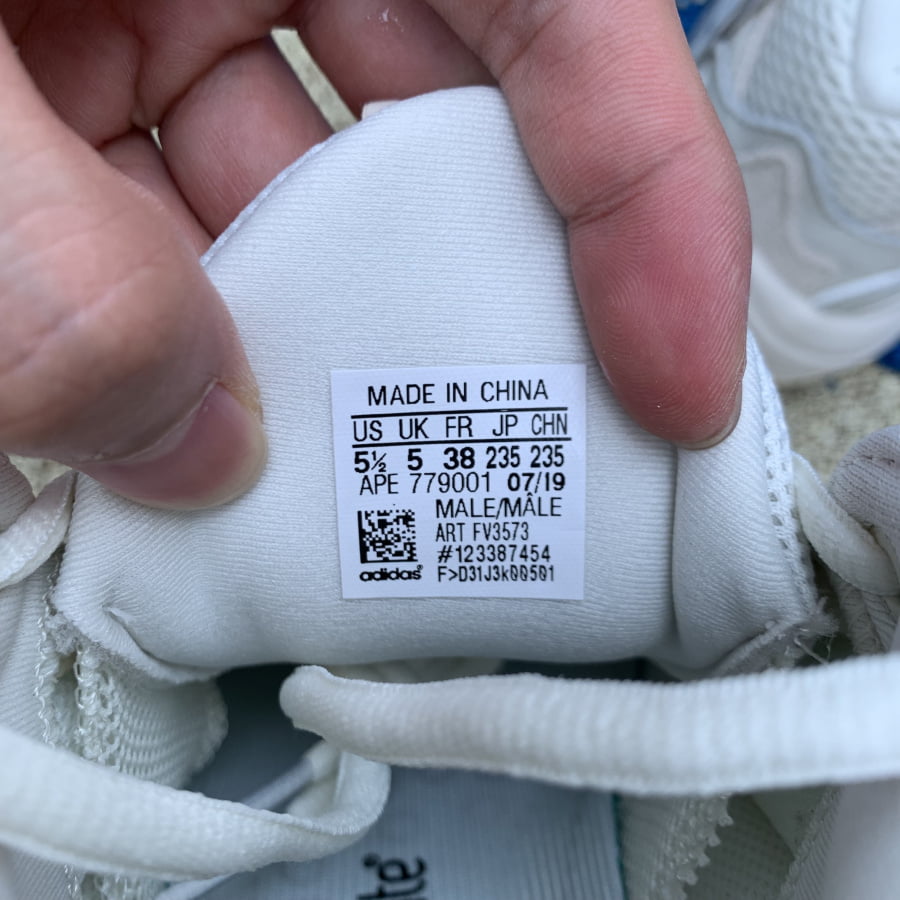 MADE IN CHINA
US UK FR JP CHN
5½ 5 38 235 235
APE 779001 07/19
MALE/MÂLE
ART FV3573
#123387454
adidas® F>D31J3k00501